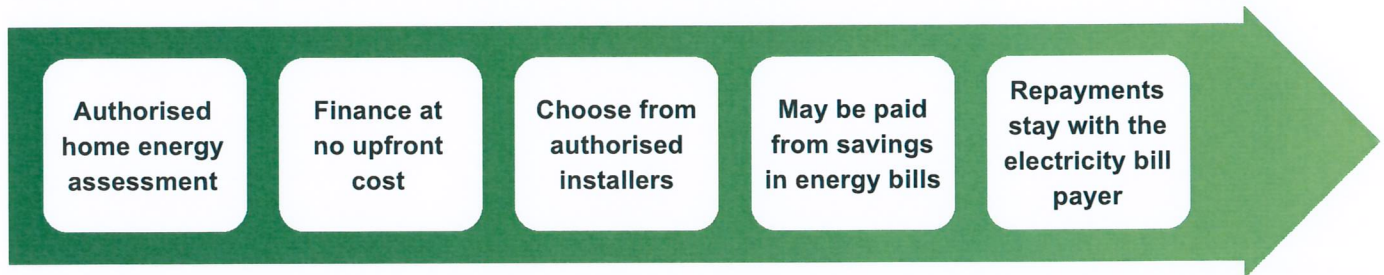 Authorised
home energy
assessment
Finance at
no upfront
cost
Choose from
authorised
installers
May be paid
from savings
in energy bills
Repayments
stay with the
electricity bill
payer